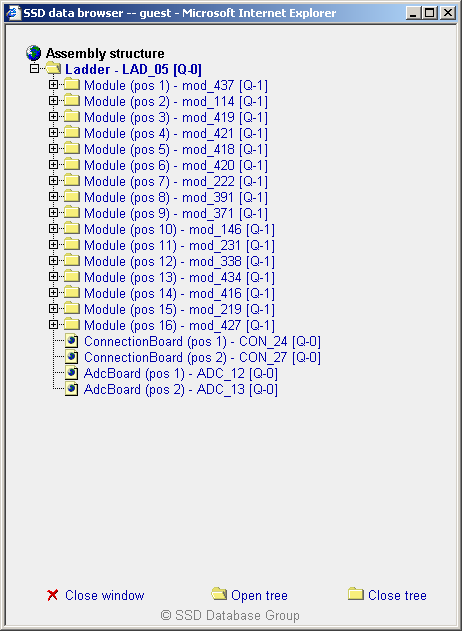 SSD data browser -- guest - Microsoft Internet Explorer
Assembly structure
Ladder - LAD_05 [Q-0]
Module (pos 1) - mod_437 [Q-1]
Module (pos 2) - mod_114 [Q-1]
Module (pos 3) - mod_419 [Q-1]
Module (pos 4) - mod_421 [Q-1]
Module (pos 5) - mod_418 [Q-1]
Module (pos 6) - mod_420 [Q-1]
Module (pos 7) - mod_222 [Q-1]
Module (pos 8) - mod_391 [Q-1]
Module (pos 9) - mod_371 [Q-1]
Module (pos 10) - mod_146 [Q-1]
Module (pos 11) - mod_231 [Q-1]
Module (pos 12) - mod_338 [Q-1]
Module (pos 13) - mod_434 [Q-1]
Module (pos 14) - mod_416 [Q-1]
Module (pos 15) - mod_219 [Q-1]
Module (pos 16) - mod_427 [Q-1]
ConnectionBoard (pos 1) - CON_24 [Q-0]
ConnectionBoard (pos 2) - CON_27 [Q-0]
AdcBoard (pos 1) - ADC_12 [Q-0]
AdcBoard (pos 2) - ADC_13 [Q-0]
Close window Open tree Close tree
© SSD Database Group